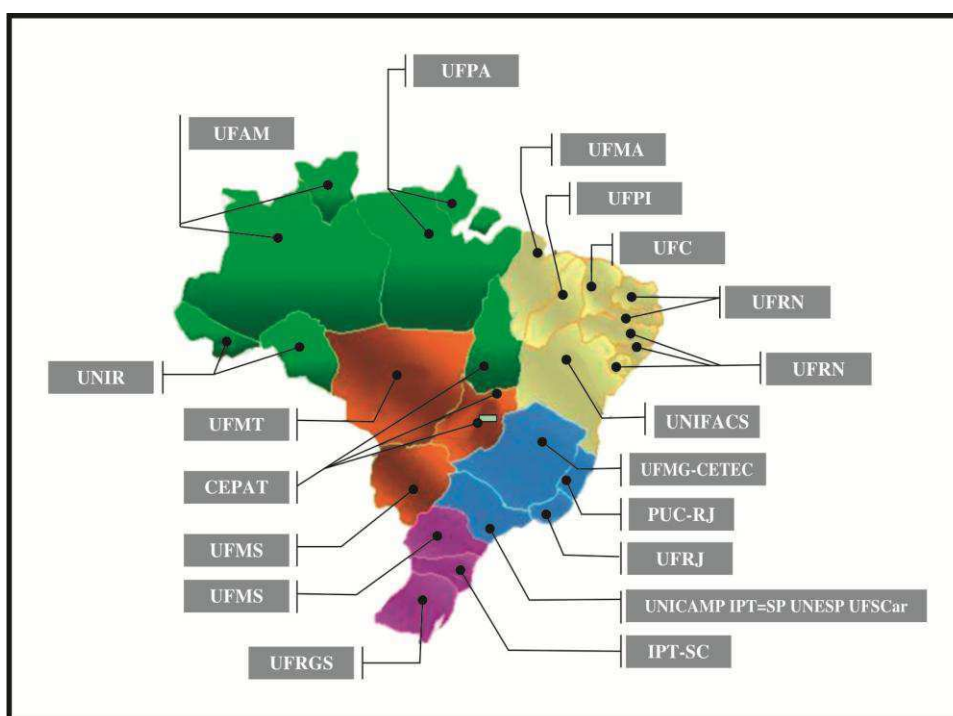 UFPA
UFAM
UFMA
UFPI
UFC
UFRN
UNIR
UFRN
UFMT
UNIFACS
UFMG-CETEC
CEPAT
PUC-RJ
UFMS
UFRJ
UFMS
UNICAMP IPT=SP UNESP UFSCar
UFRGS
IPT-SC